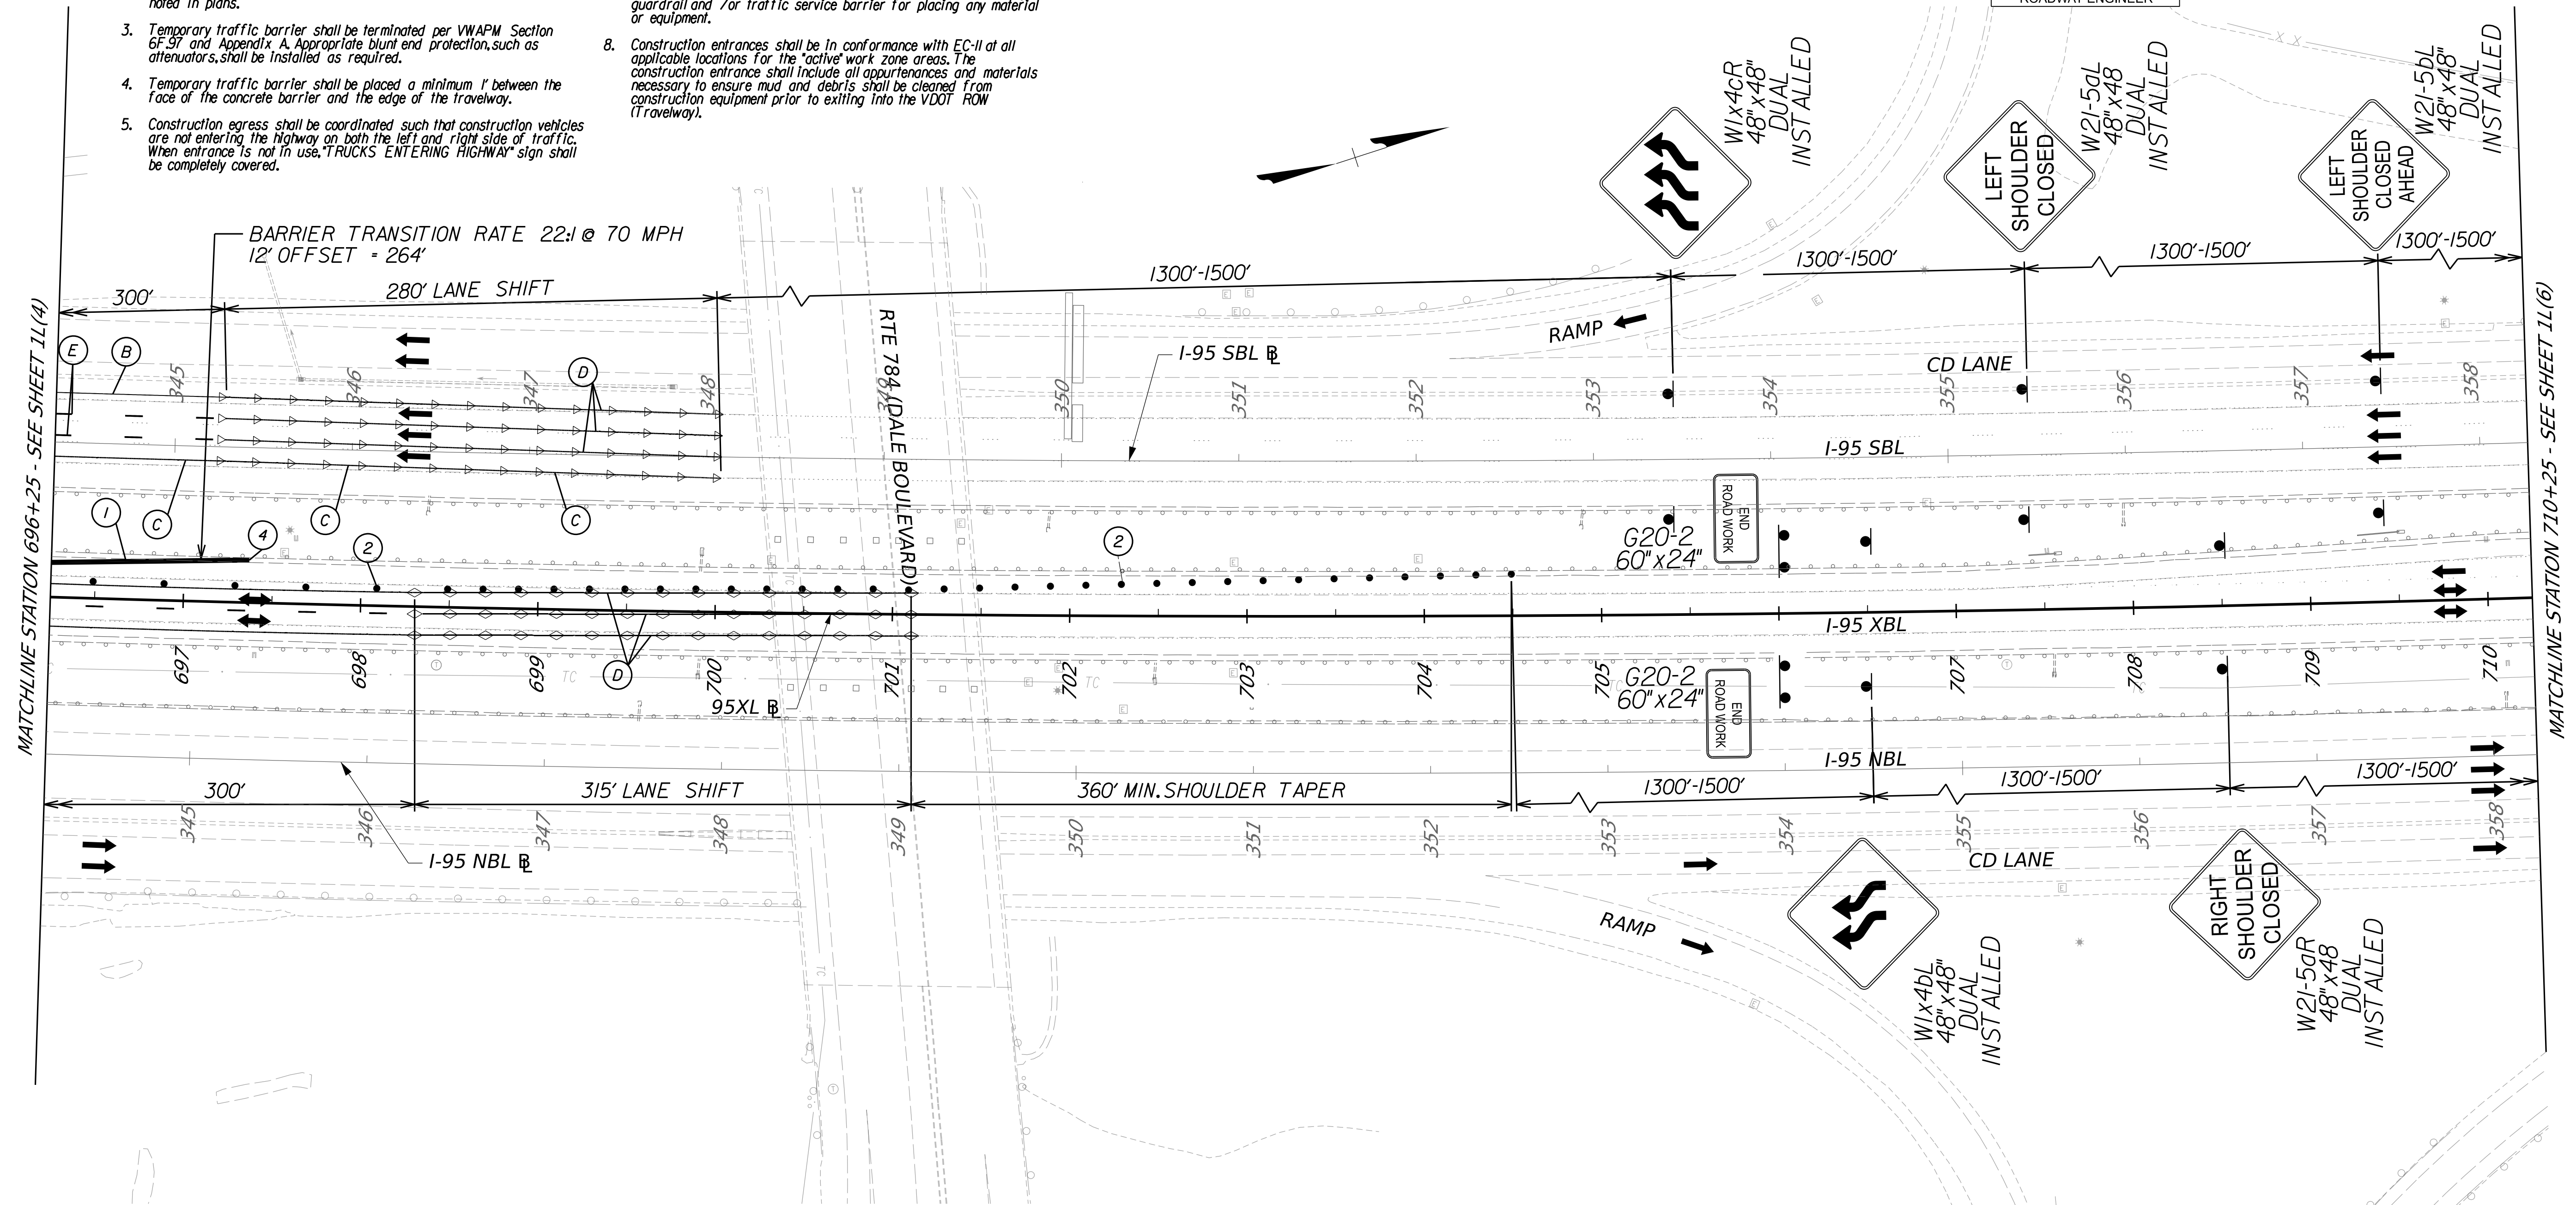 noted in plans.
3. Temporary traffic barrier shall be terminated per VWAPM Section
6F.97 and Appendix A. Appropriate blunt end protection, such as
attenuators, shall be installed as required.
4. Temporary traffic barrier shall be placed a minimum 1' between the
face of the concrete barrier and the edge of the travelway.
5. Construction egress shall be coordinated such that construction vehicles
are not entering the highway on both the left and right side of traffic.
When entrance is not in use, "TRUCKS ENTERING HIGHWAY" sign shall
be completely covered.
guardrail and /or traffic service barrier for placing any material
or equipment.
8. Construction entrances shall be in conformance with EC-11 at all
applicable locations for the "active" work zone areas. The
construction entrance shall include all appurtenances and materials
necessary to ensure mud and debris shall be cleaned from
construction equipment prior to exiting into the VDOT ROW
(Travelway).
ROADWAY ENGINEER
W1x4cR
48"x48"
DUAL
INSTALLED
LEFT
SHOULDER
CLOSED
W21-5aL
48"x48
DUAL
INSTALLED
LEFT
SHOULDER
CLOSED
AHEAD
W21-5bL
48"x48"
DUAL
INSTALLED
BARRIER TRANSITION RATE 22:1 @ 70 MPH
12' OFFSET = 264'
300'
280' LANE SHIFT
1300'-1500'
1300'-1500'
1300'-1500'
1300'-1500'
MATCHLINE STATION 696+25 - SEE SHEET 1L(4)
MATCHLINE STATION 710+25 - SEE SHEET 1L(6)
RTE 784 (DALE BOULEVARD)
RAMP
I-95 SBL BL
CD LANE
E
B
D
345
346
347
348
349
350
351
352
353
354
355
356
357
358
I-95 SBL
1
C
C
C
4
2
2
END
ROAD WORK
G20-2
60"x24"
I-95 XBL
697
698
699
700
701
702
703
704
705
707
708
709
710
D
TC
TC
TC
95XL BL
G20-2
60"x24"
END
ROAD WORK
I-95 NBL
300'
315' LANE SHIFT
360' MIN. SHOULDER TAPER
1300'-1500'
1300'-1500'
1300'-1500'
345
346
347
348
349
350
351
352
353
354
355
356
357
358
I-95 NBL BL
CD LANE
RAMP
W1x4bL
48"x48"
DUAL
INSTALLED
RIGHT
SHOULDER
CLOSED
W21-5aR
48"x48
DUAL
INSTALLED